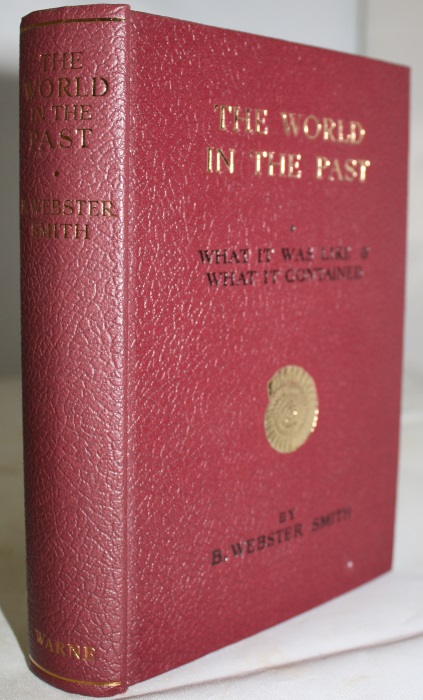 THE
WORLD
IN THE
PAST
B. WEBSTER
SMITH
WARNE
THE WORLD
IN THE PAST
WHAT IT WAS LIKE &
WHAT IT CONTAINED
BY
B. WEBSTER SMITH